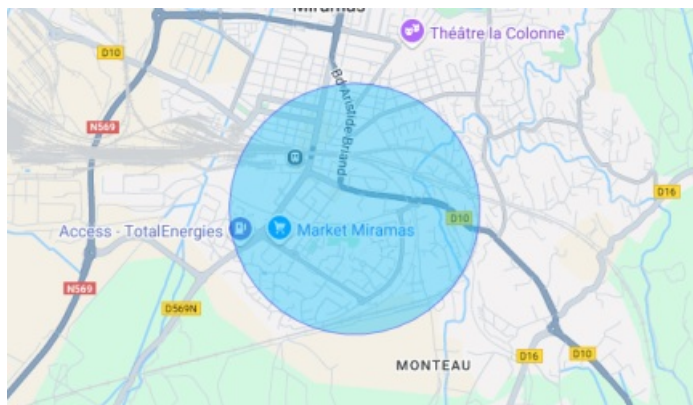 Miramas
Théâtre la Colonne
D10
Bd Aristide Briand
N569
D16
D10
Access - TotalEnergies
Market Miramas
N569
D569N
D16
D10
MONTEAU